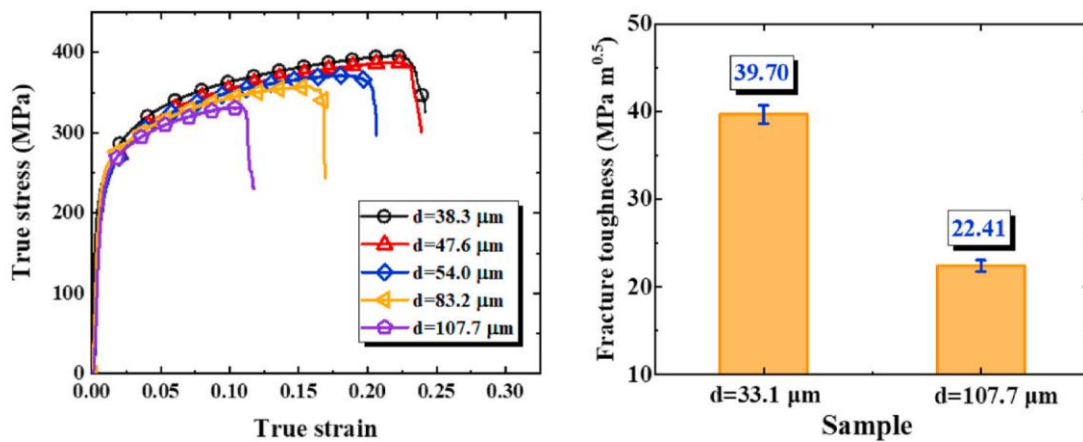 True stress (MPa)
400
300
200
100
0
0.00 0.05 0.10 0.15 0.20 0.25 0.30
True strain
d=38.3 μm
d=47.6 μm
d=54.0 μm
d=83.2 μm
d=107.7 μm
Fracture toughness (MPa m^0.5)
50
40
30
20
10
39.70
22.41
d=33.1 μm d=107.7 μm
Sample